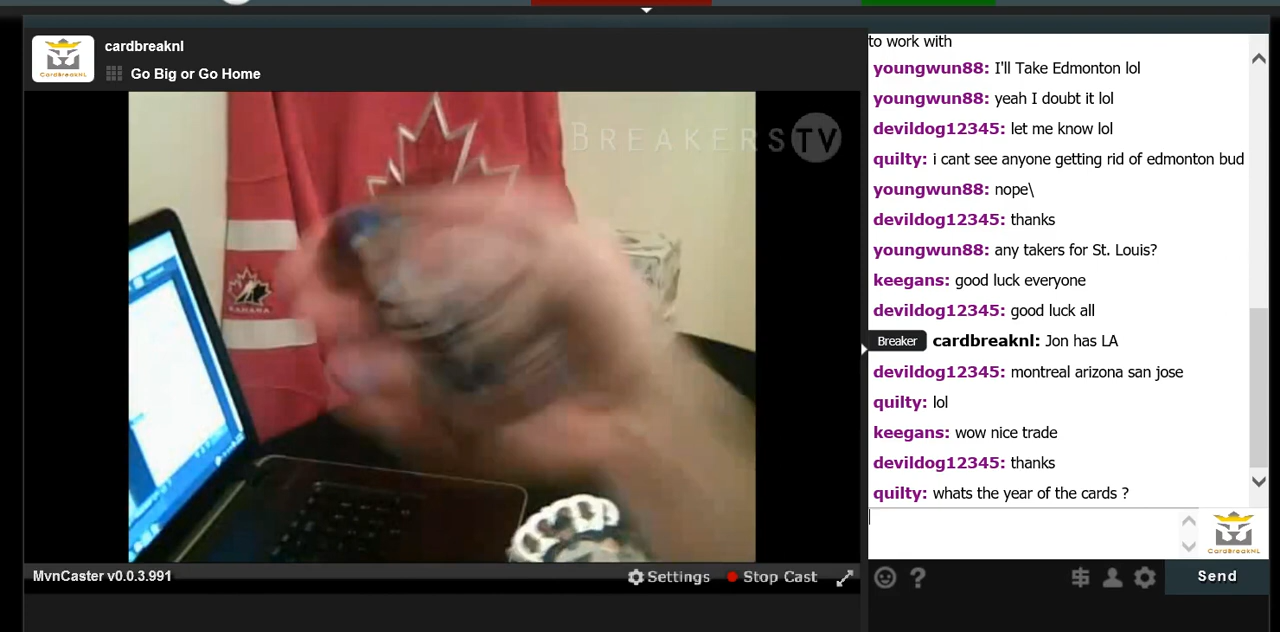 cardbreaknl
Go Big or Go Home
CARDBREAKNL
BREAKERSTV
CANADA
MvnCaster v0.0.3.991
Settings
Stop Cast
to work with
youngwun88: I'll Take Edmonton lol
youngwun88: yeah I doubt it lol
devildog12345: let me know lol
quilty: i cant see anyone getting rid of edmonton bud
youngwun88: nope\
devildog12345: thanks
youngwun88: any takers for St. Louis?
keegans: good luck everyone
devildog12345: good luck all
Breaker cardbreaknl: Jon has LA
devildog12345: montreal arizona san jose
quilty: lol
keegans: wow nice trade
devildog12345: thanks
quilty: whats the year of the cards ?
CARDBREAKNL
Send